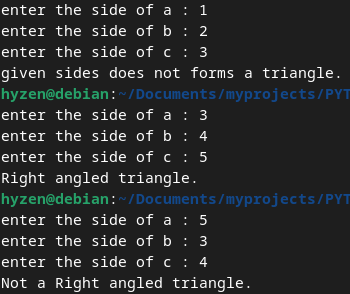 enter the side of a : 1
enter the side of b : 2
enter the side of c : 3
given sides does not forms a triangle.
hyzen@debian:~/Documents/myprojects/PYT
enter the side of a : 3
enter the side of b : 4
enter the side of c : 5
Right angled triangle.
hyzen@debian:~/Documents/myprojects/PYT
enter the side of a : 5
enter the side of b : 3
enter the side of c : 4
Not a Right angled triangle.